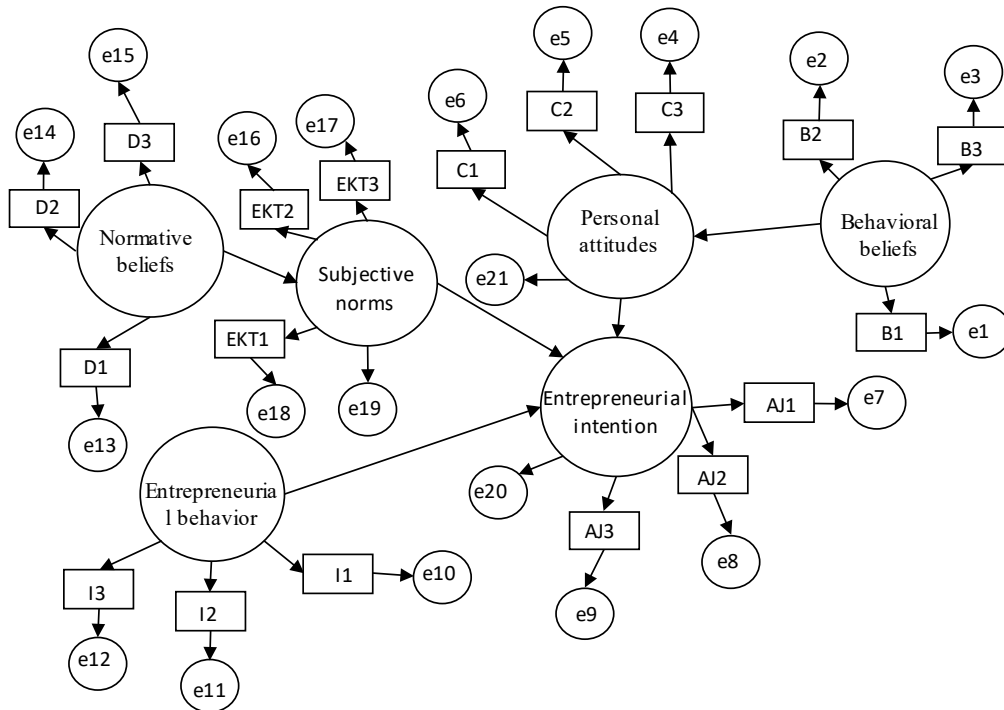 e15
e5
e4
e2
e3
e6
e14
e16
e17
D3
C2
C3
B2
B3
C1
D2
EKT2
EKT3
Normative
beliefs
Personal
attitudes
Behavioral
beliefs
Subjective
norms
e21
EKT1
D1
B1
e1
e18
e19
e13
Entrepreneurial
intention
AJ1
e7
AJ2
e20
Entrepreneuria
l behavior
AJ3
e8
I1
e10
I3
I2
e9
e12
e11